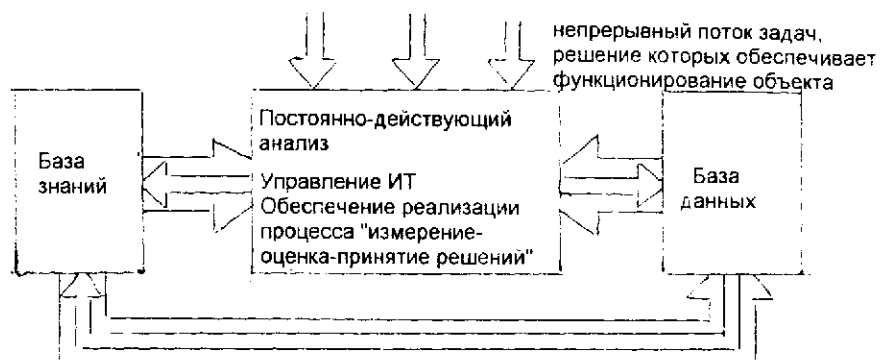 непрерывный поток задач,
решение которых обеспечивает
функционирование объекта
Постоянно-действующий
анализ
Управление ИТ
Обеспечение реализации
процесса "измерение-
оценка-принятие решений"
База
знаний
База
данных